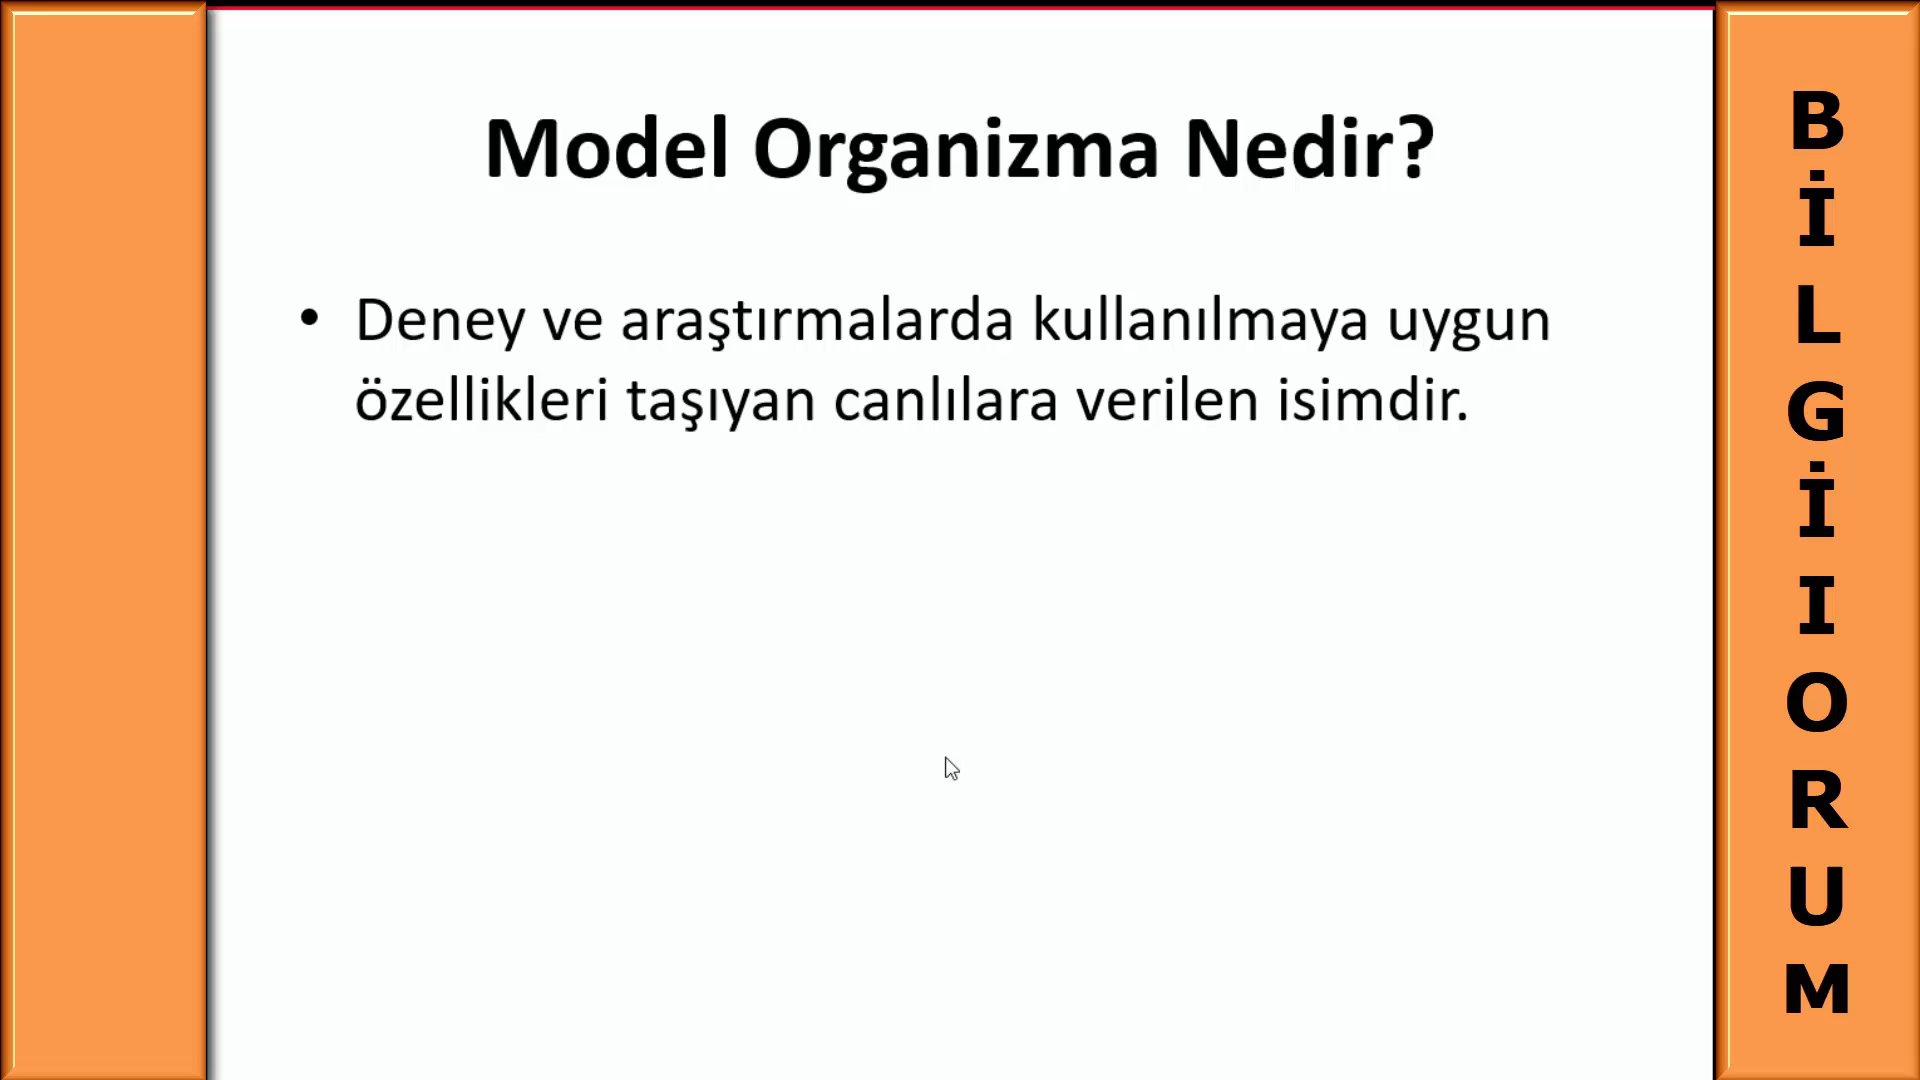 Model Organizma Nedir?
• Deney ve araştırmalarda kullanılmaya uygun
özellikleri taşıyan canlılara verilen isimdir.
B
İ
L
G
İ
I
O
R
U
M